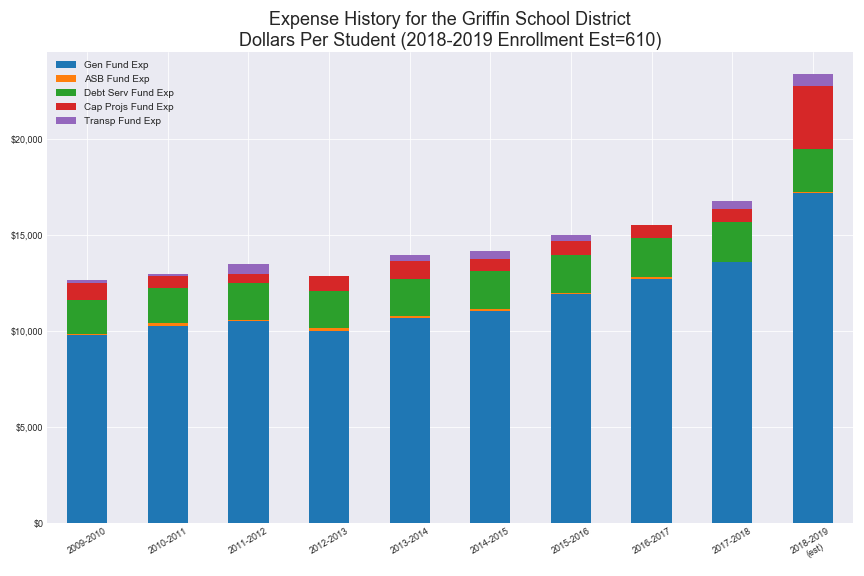 Expense History for the Griffin School District
Dollars Per Student (2018-2019 Enrollment Est=610)
Gen Fund Exp
ASB Fund Exp
Debt Serv Fund Exp
Cap Projs Fund Exp
Transp Fund Exp
$20,000
$15,000
$10,000
$5,000
$0
2009-2010
2010-2011
2011-2012
2012-2013
2013-2014
2014-2015
2015-2016
2016-2017
2017-2018
2018-2019
(est)